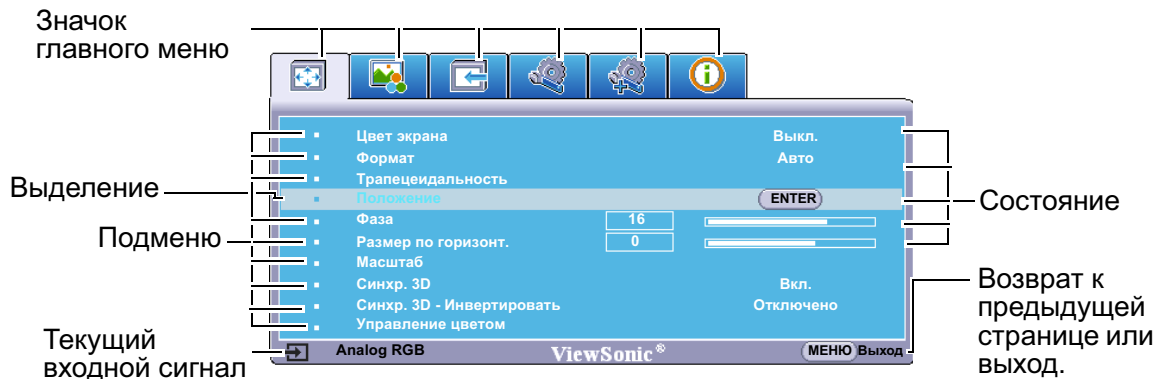 Значок
главного меню
Цвет экрана Выкл.
Формат Авто
Трапецеидальность
Выделение
Положение ENTER
Состояние
Фаза 16
Подменю
Размер по горизонт. 0
Масштаб
Синхр. 3D Вкл.
Синхр. 3D - Инвертировать Отключено
Управление цветом
Текущий
входной сигнал
Analog RGB ViewSonic® МЕНЮ Выход
Возврат к
предыдущей
странице или
выход.